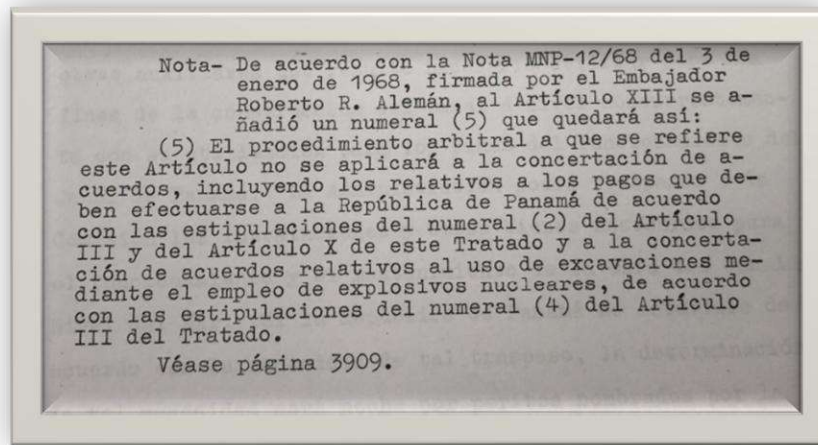 Nota- De acuerdo con la Nota MNP-12/68 del 3 de
enero de 1968, firmada por el Embajador
Roberto R. Alemán, al Artículo XIII se a-
ñadió un numeral (5) que quedará así:
(5) El procedimiento arbitral a que se refiere
este Artículo no se aplicará a la concertación de a-
cuerdos, incluyendo los relativos a los pagos que de-
ben efectuarse a la República de Panamá de acuerdo
con las estipulaciones del numeral (2) del Artículo
III y del Artículo X de este Tratado y a la concerta-
ción de acuerdos relativos al uso de excavaciones me-
diante el empleo de explosivos nucleares, de acuerdo
con las estipulaciones del numeral (4) del Artículo
III del Tratado.
Véase página 3909.